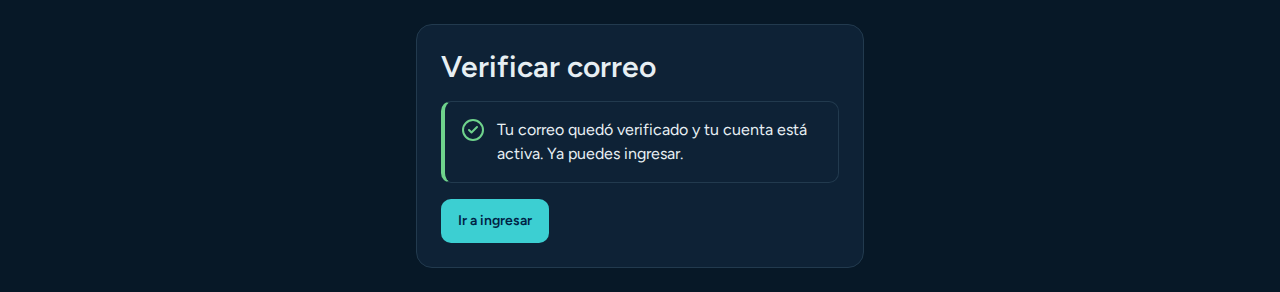 Verificar correo
Tu correo quedó verificado y tu cuenta está
activa. Ya puedes ingresar.
Ir a ingresar